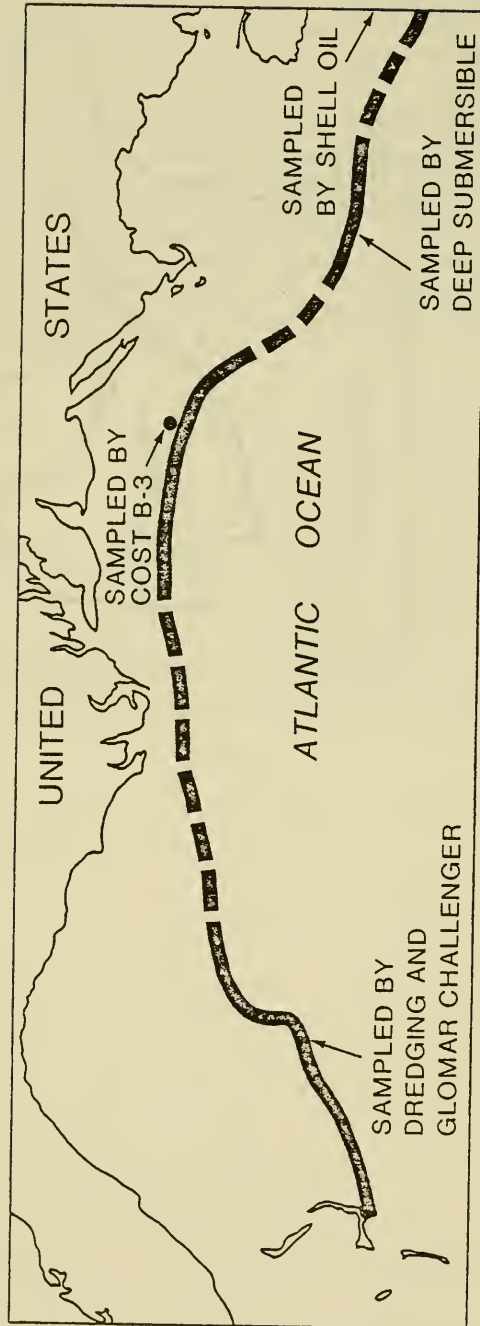 UNITED
STATES
SAMPLED BY
COST B-3
SAMPLED
BY SHELL OIL
SAMPLED BY
DEEP SUBMERSIBLE
ATLANTIC OCEAN
SAMPLED BY
DREDGING AND
GLOMAR CHALLENGER